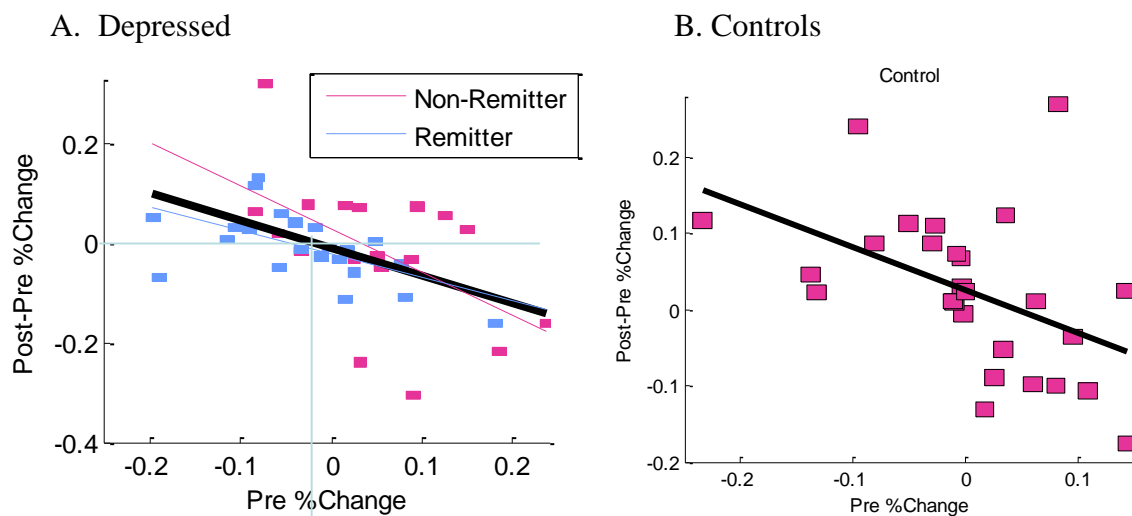 A. Depressed
Non-Remitter
Remitter
0.2
0
-0.2
-0.4
Post-Pre %Change
-0.2
-0.1
0
0.1
0.2
Pre %Change
B. Controls
Control
0.2
0.1
0
-0.1
-0.2
Post-Pre %Change
-0.2
-0.1
0
0.1
Pre %Change